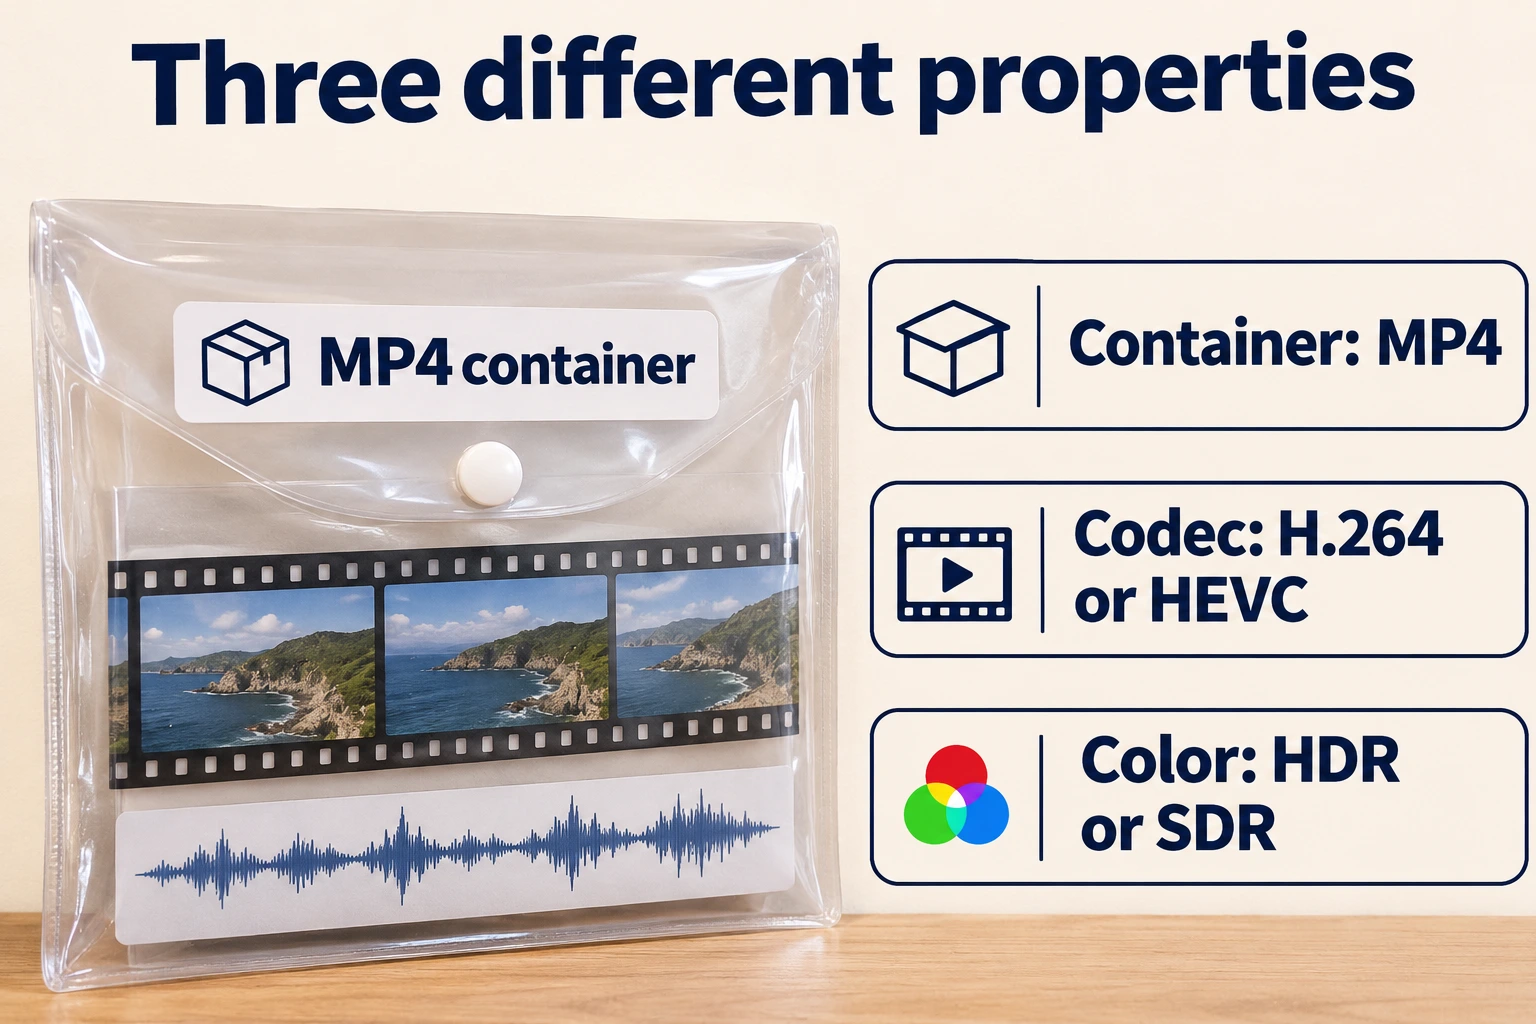 Three different properties
MP4 container
Container: MP4
Codec: H.264
or HEVC
Color: HDR
or SDR